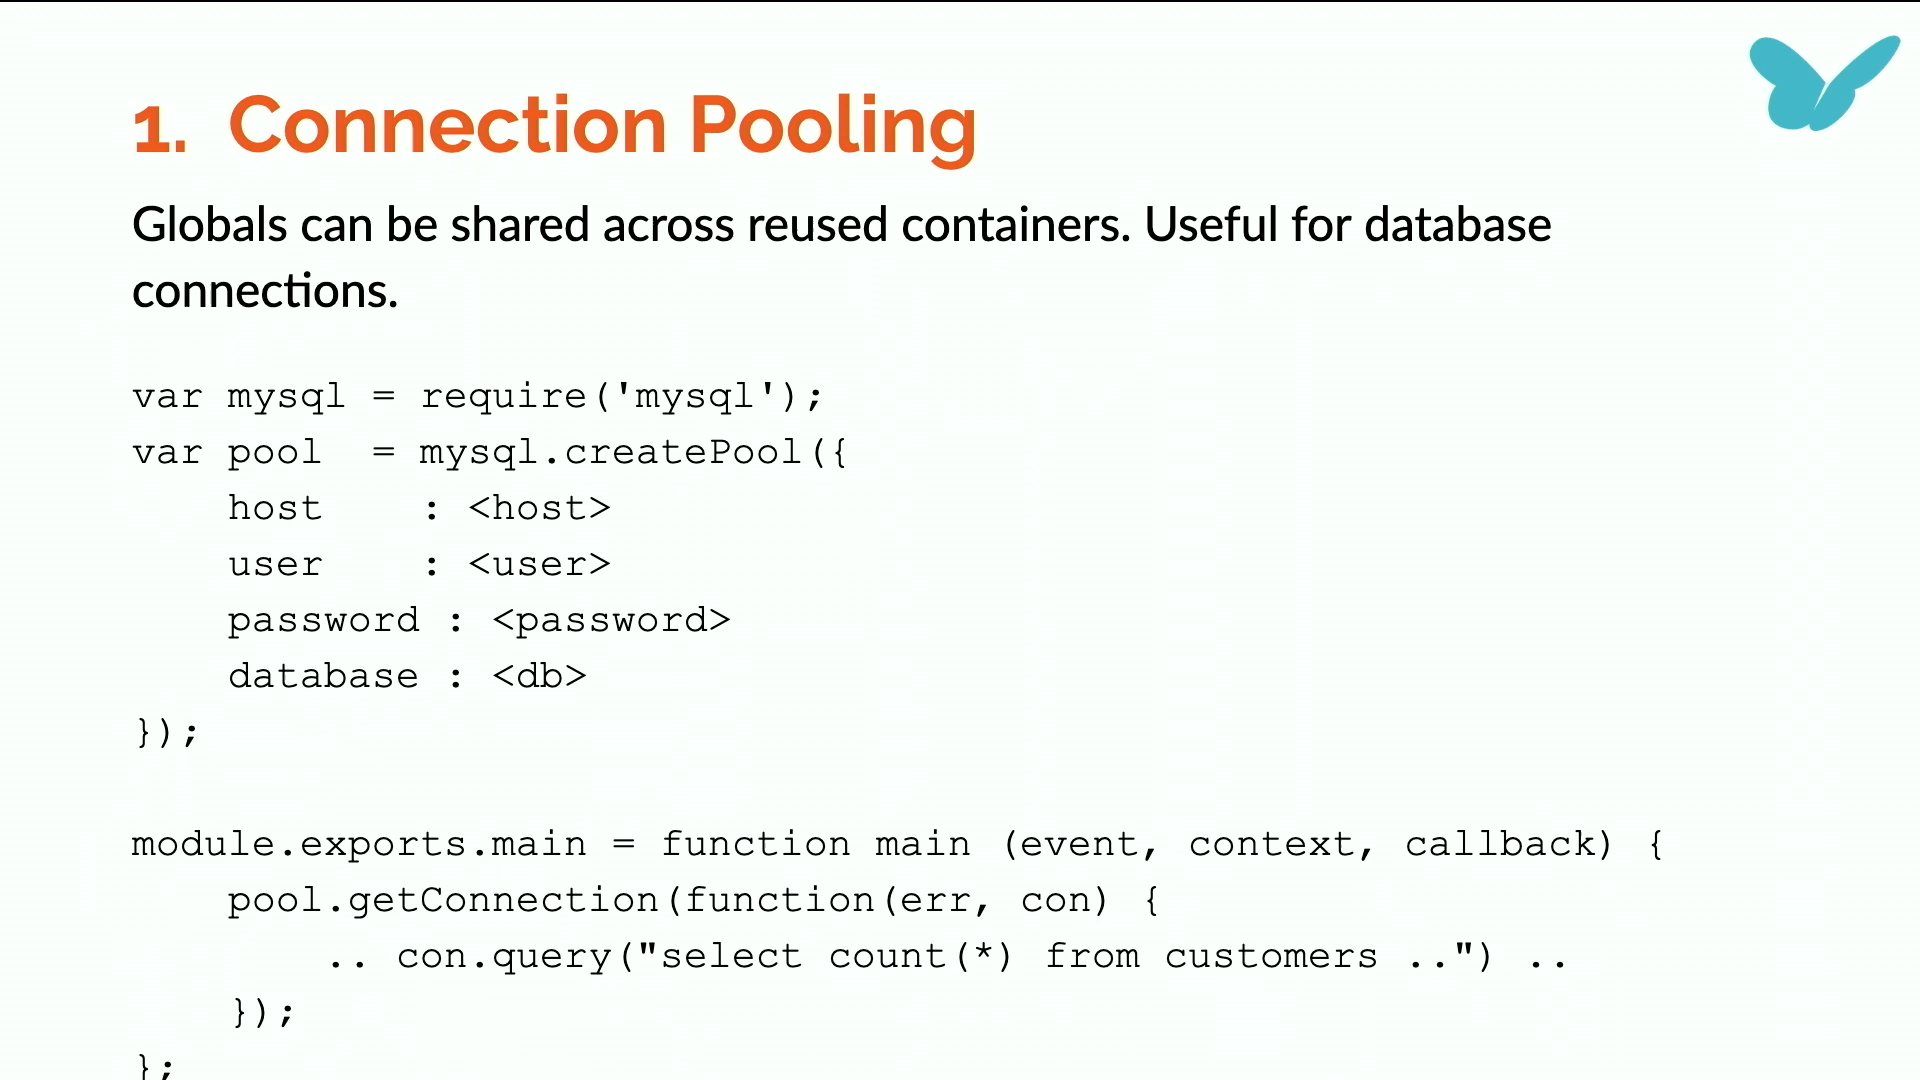 1. Connection Pooling
Globals can be shared across reused containers. Useful for database
connections.
var mysql = require('mysql');
var pool  = mysql.createPool({
    host    : <host>
    user    : <user>
    password : <password>
    database : <db>
});
module.exports.main = function main (event, context, callback) {
    pool.getConnection(function(err, con) {
        .. con.query("select count(*) from customers ..") ..
    });
};